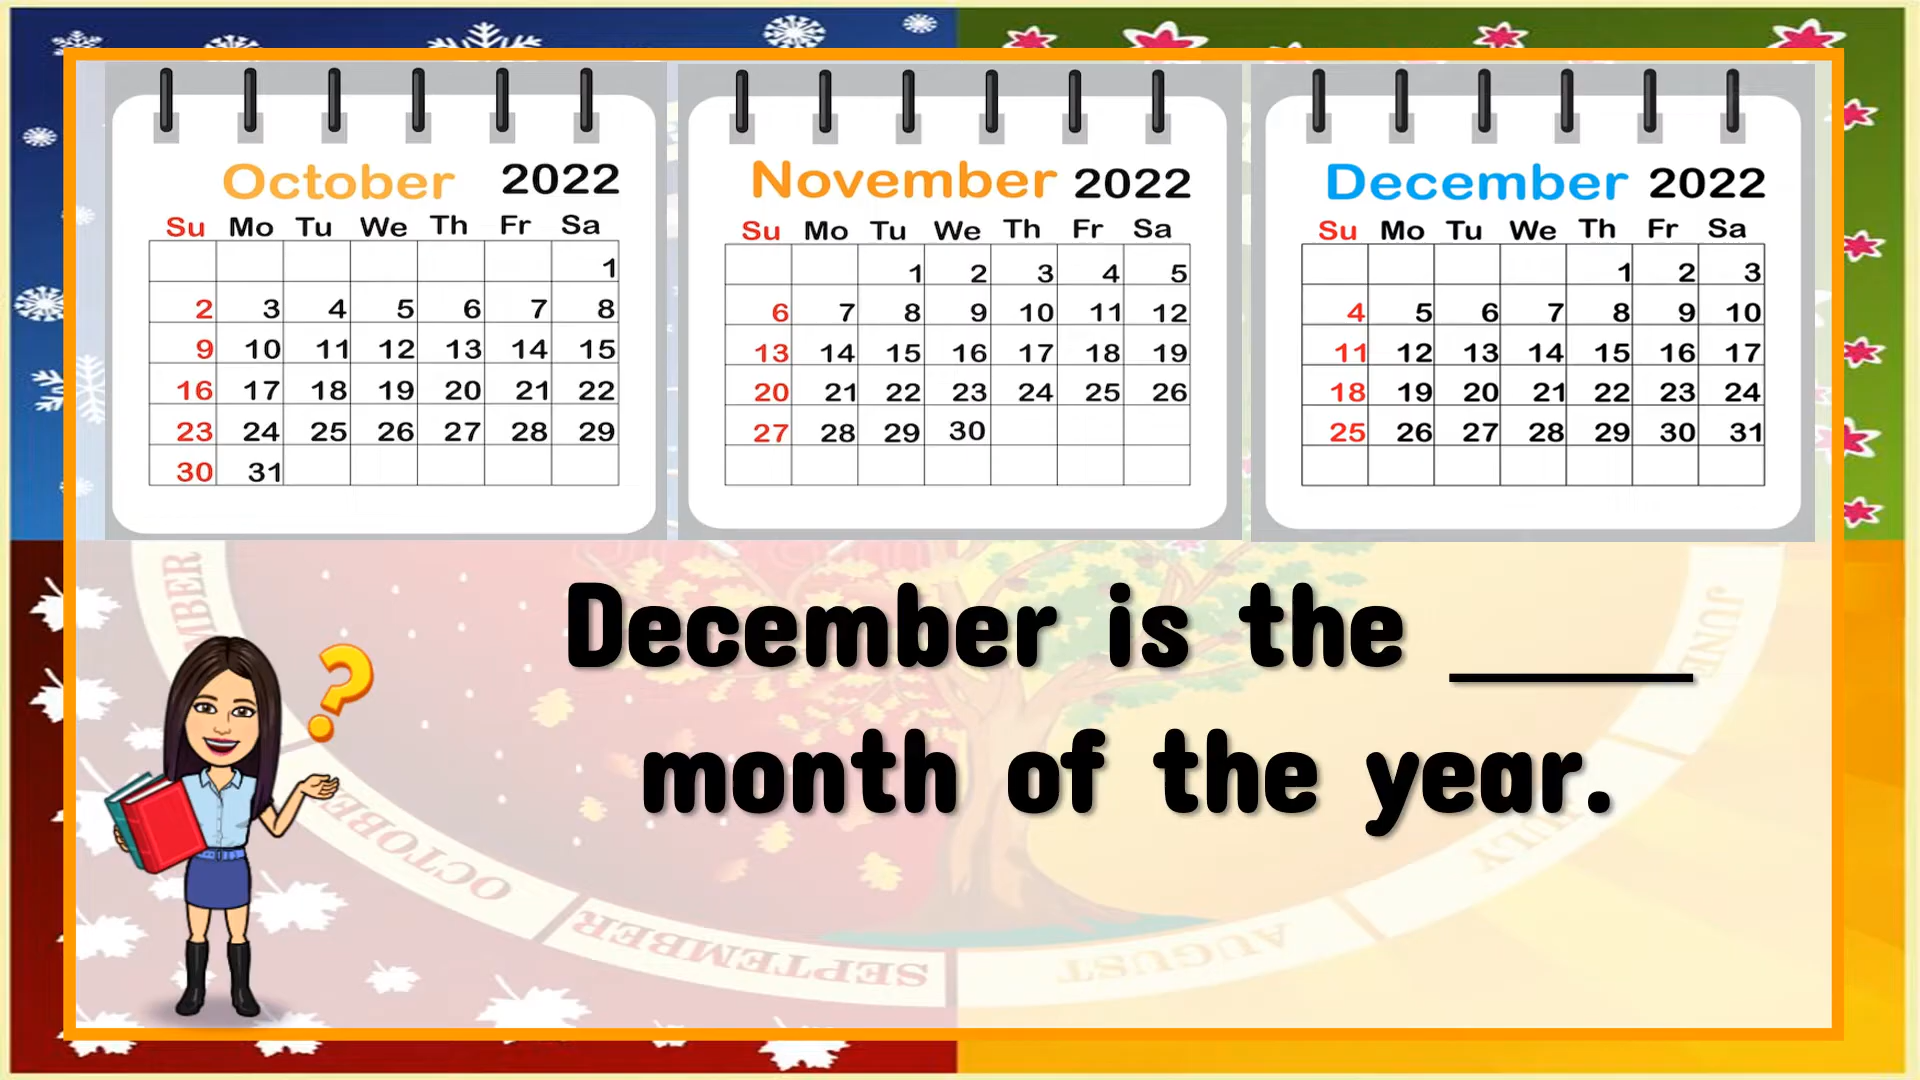 October 2022
Su Mo Tu We Th Fr Sa
1
2 3 4 5 6 7 8
9 10 11 12 13 14 15
16 17 18 19 20 21 22
23 24 25 26 27 28 29
30 31
November 2022
Su Mo Tu We Th Fr Sa
1 2 3 4 5
6 7 8 9 10 11 12
13 14 15 16 17 18 19
20 21 22 23 24 25 26
27 28 29 30
December 2022
Su Mo Tu We Th Fr Sa
1 2 3
4 5 6 7 8 9 10
11 12 13 14 15 16 17
18 19 20 21 22 23 24
25 26 27 28 29 30 31
December is the ____
month of the year.
MBER
OCTOBER
SEPTEMBER
AUGUST
JULY
JUNE